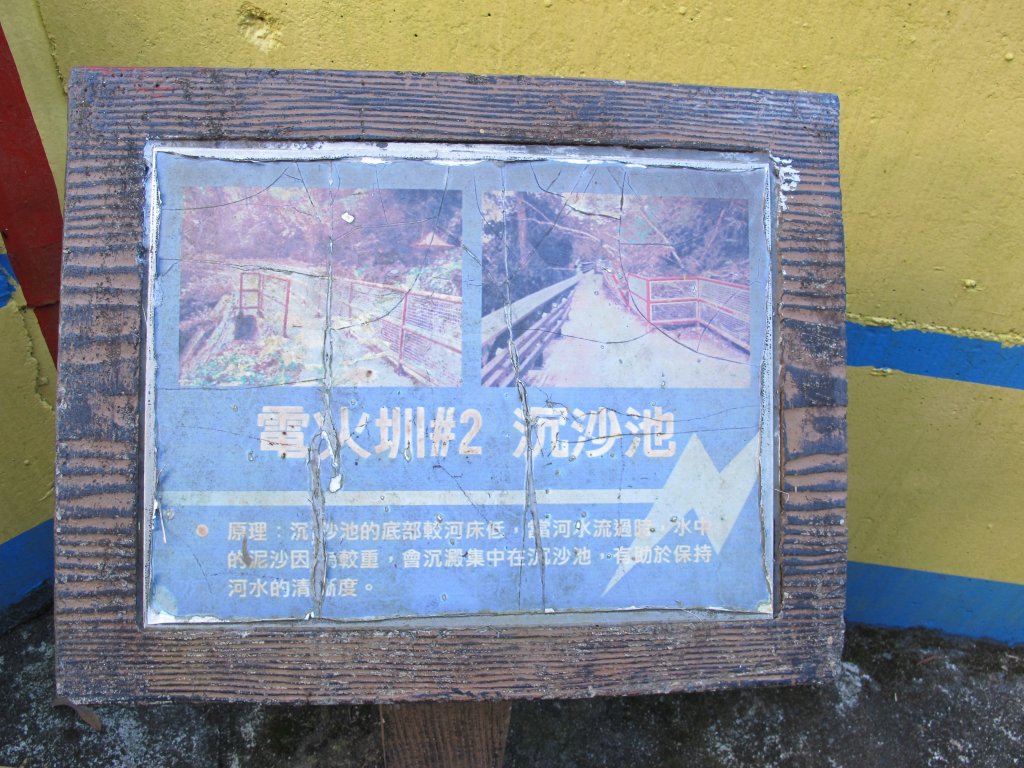 電火圳#2 沉沙池
原理：沉沙池的底部較河床低，當河水流過時，水中
的泥沙因為較重，會沉澱集中在沉沙池，有助於保持
河水的清晰度。